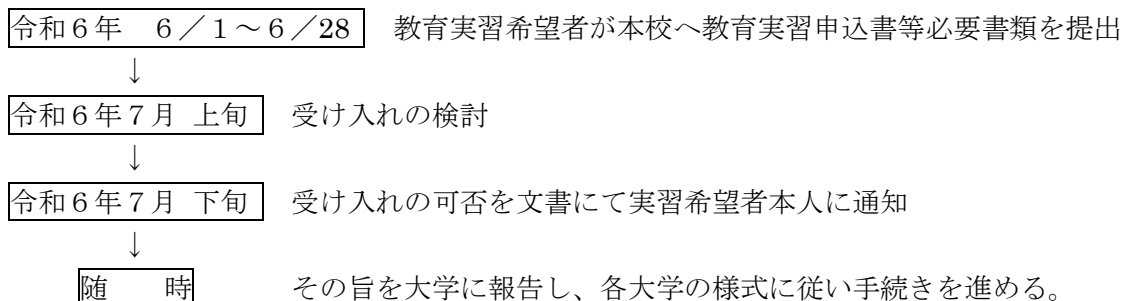 令和６年　６／１～６／28　教育実習希望者が本校へ教育実習申込書等必要書類を提出
↓
令和６年７月 上旬　受け入れの検討
↓
令和６年７月 下旬　受け入れの可否を文書にて実習希望者本人に通知
↓
随　　時　その旨を大学に報告し、各大学の様式に従い手続きを進める。